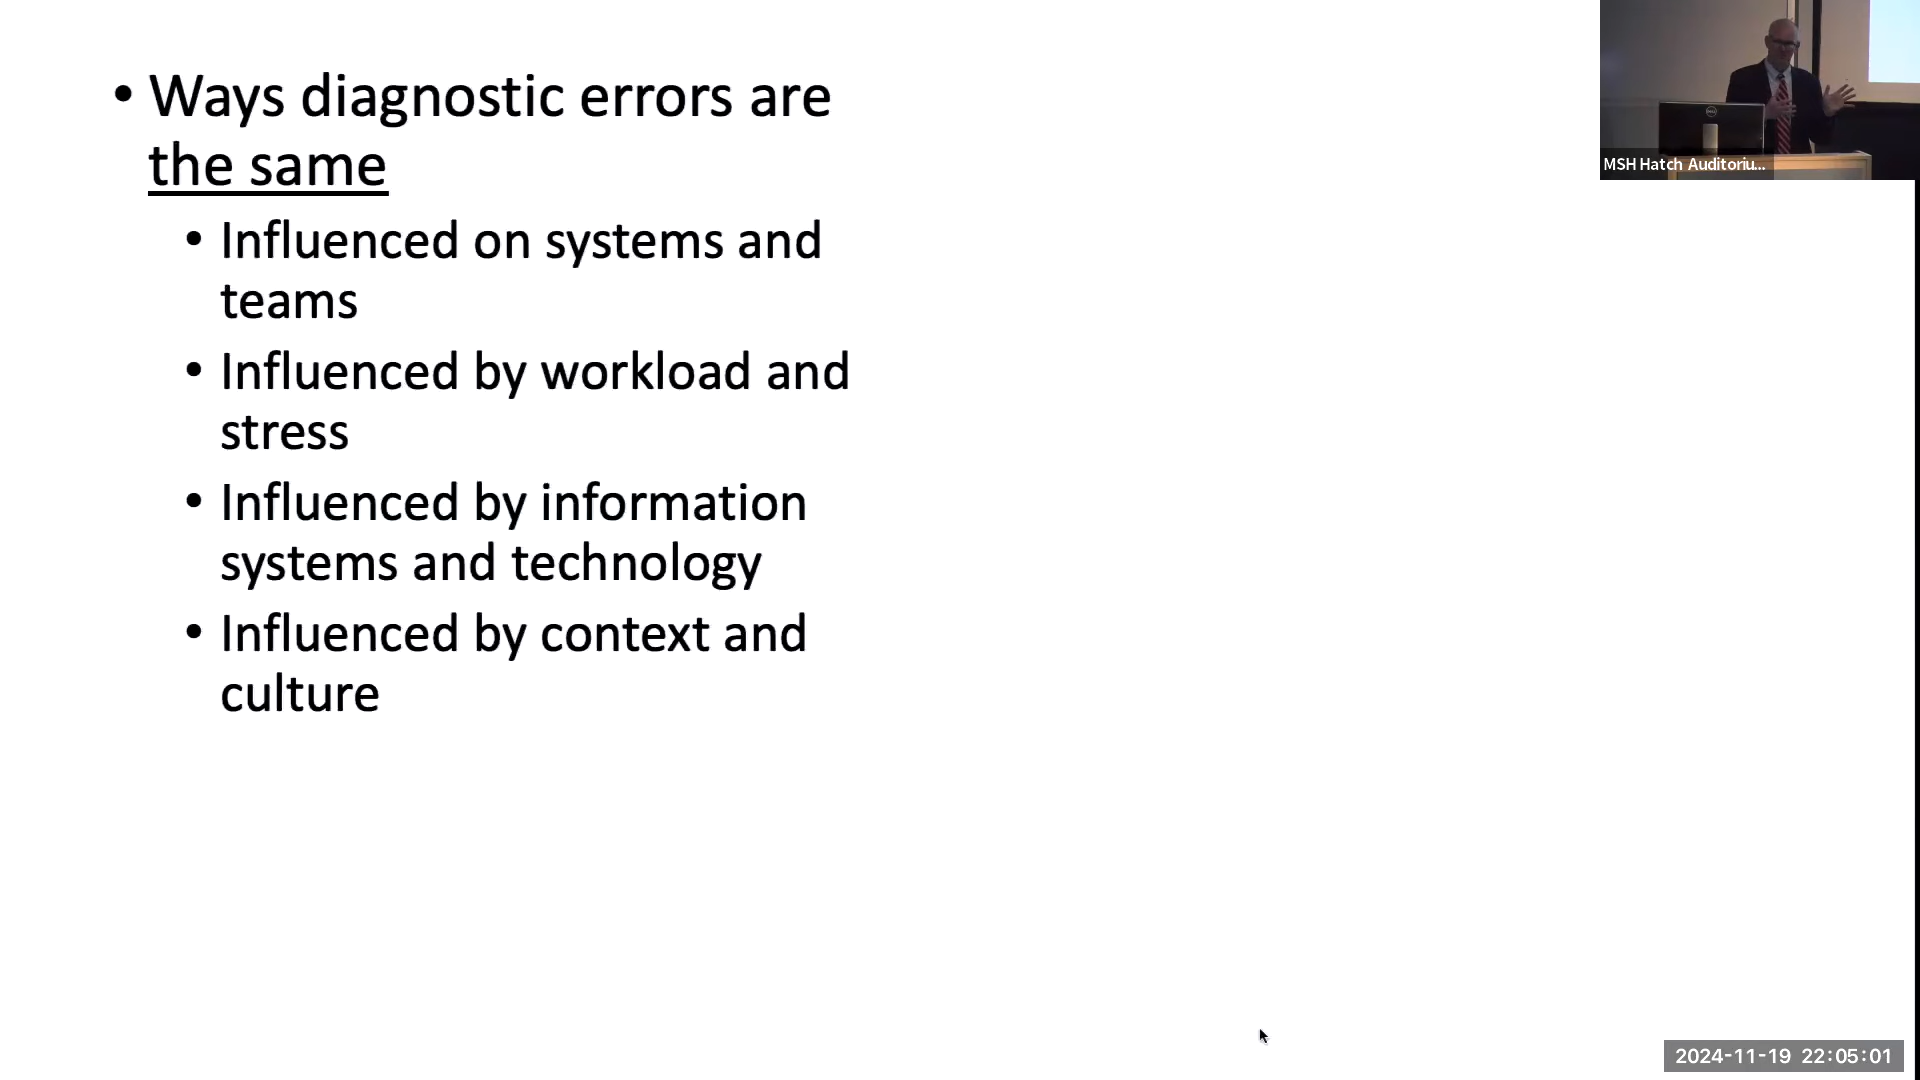 • Ways diagnostic errors are
the same
• Influenced on systems and
teams
• Influenced by workload and
stress
• Influenced by information
systems and technology
• Influenced by context and
culture
MSH Hatch Auditoriu...
2024-11-19 22:05:01